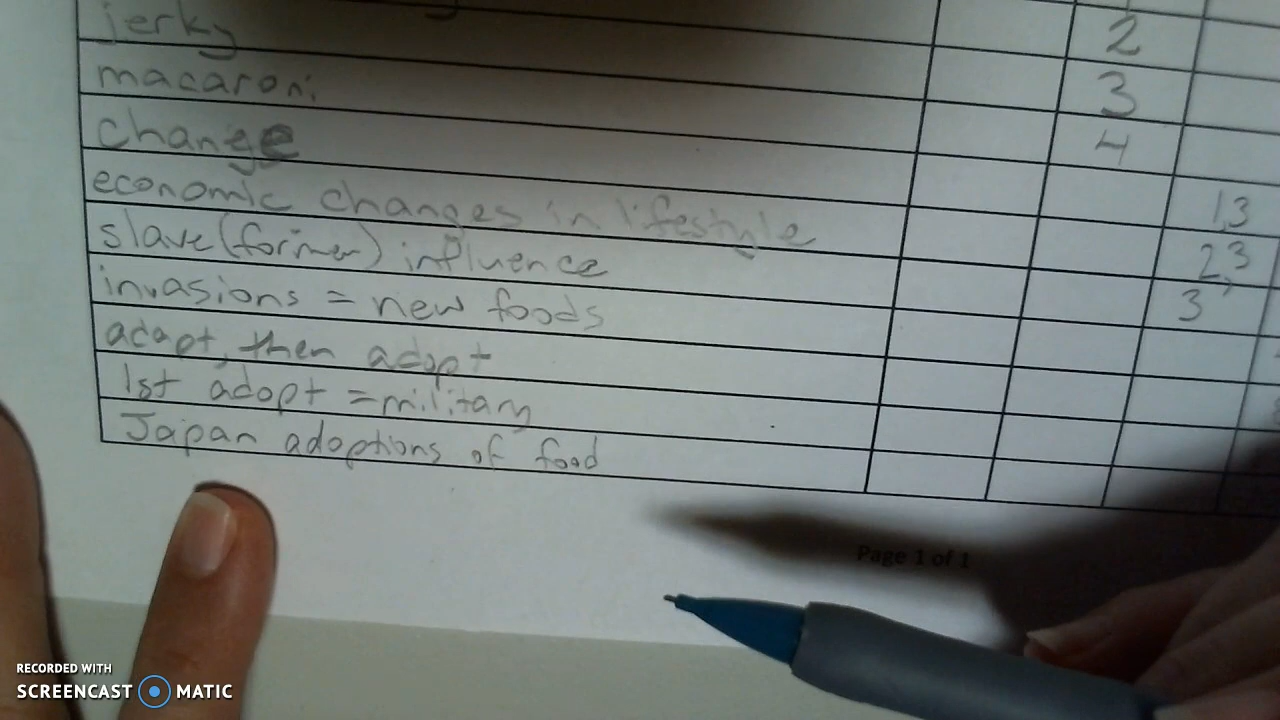 jerky 2
macaroni 3
change 4
economic changes in lifestyle 1,3
slave (former) influence 2,3
invasions = new foods 3
adapt, then adopt
1st adopt = military
Japan adoptions of food
Page 1 of 1
RECORDED WITH
SCREENCAST MATIC